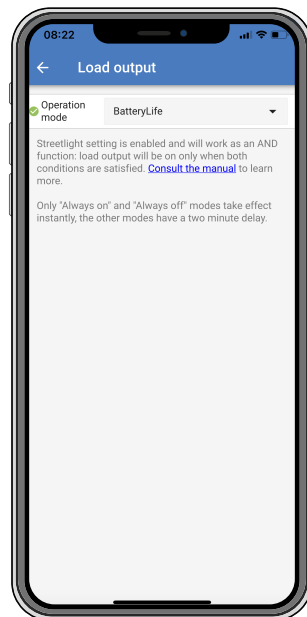 08:22
Load output
Operation
mode
BatteryLife
Streetlight setting is enabled and will work as an AND
function: load output will be on only when both
conditions are satisfied. Consult the manual to learn
more.
Only "Always on" and "Always off" modes take effect
instantly, the other modes have a two minute delay.